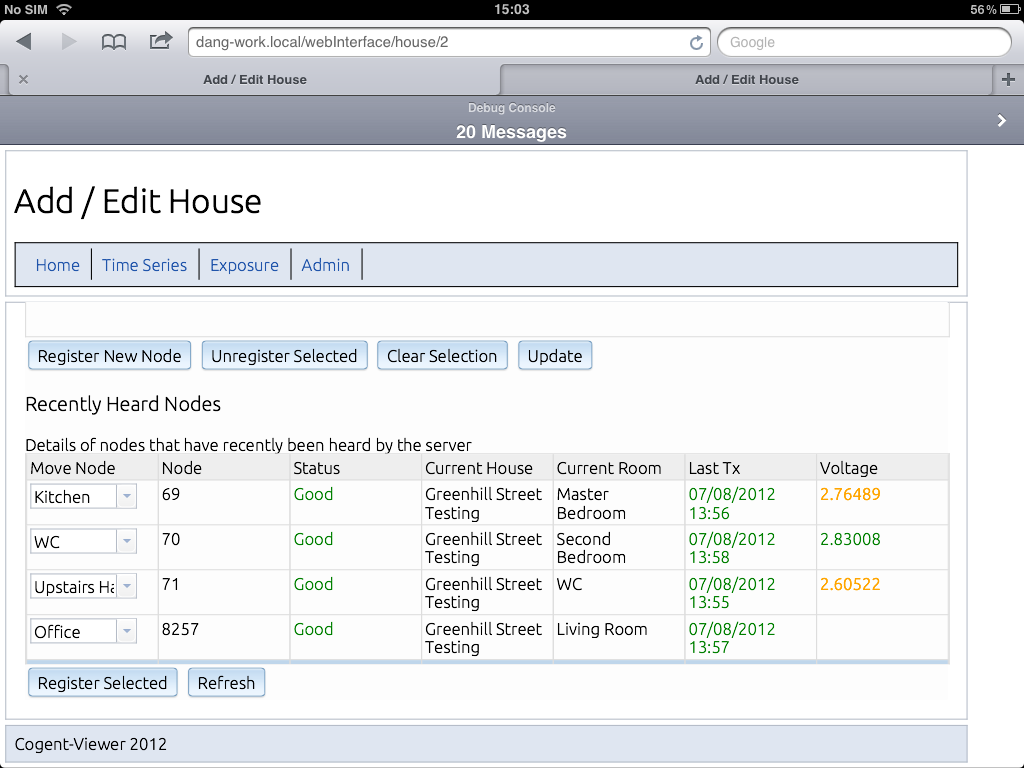 No SIM 15:03 56%
dang-work.local/webInterface/house/2 Google
Add / Edit House Add / Edit House
Debug Console
20 Messages
Add / Edit House
Home Time Series Exposure Admin
Register New Node Unregister Selected Clear Selection Update
Recently Heard Nodes
Details of nodes that have recently been heard by the server
Move Node Node Status Current House Current Room Last Tx Voltage
Kitchen 69 Good Greenhill Street Master 07/08/2012 2.76489
Testing Bedroom 13:56
WC 70 Good Greenhill Street Second 07/08/2012 2.83008
Testing Bedroom 13:58
Upstairs Ha 71 Good Greenhill Street WC 07/08/2012 2.60522
Testing 13:55
Office 8257 Good Greenhill Street Living Room 07/08/2012
Testing 13:57
Register Selected Refresh
Cogent-Viewer 2012